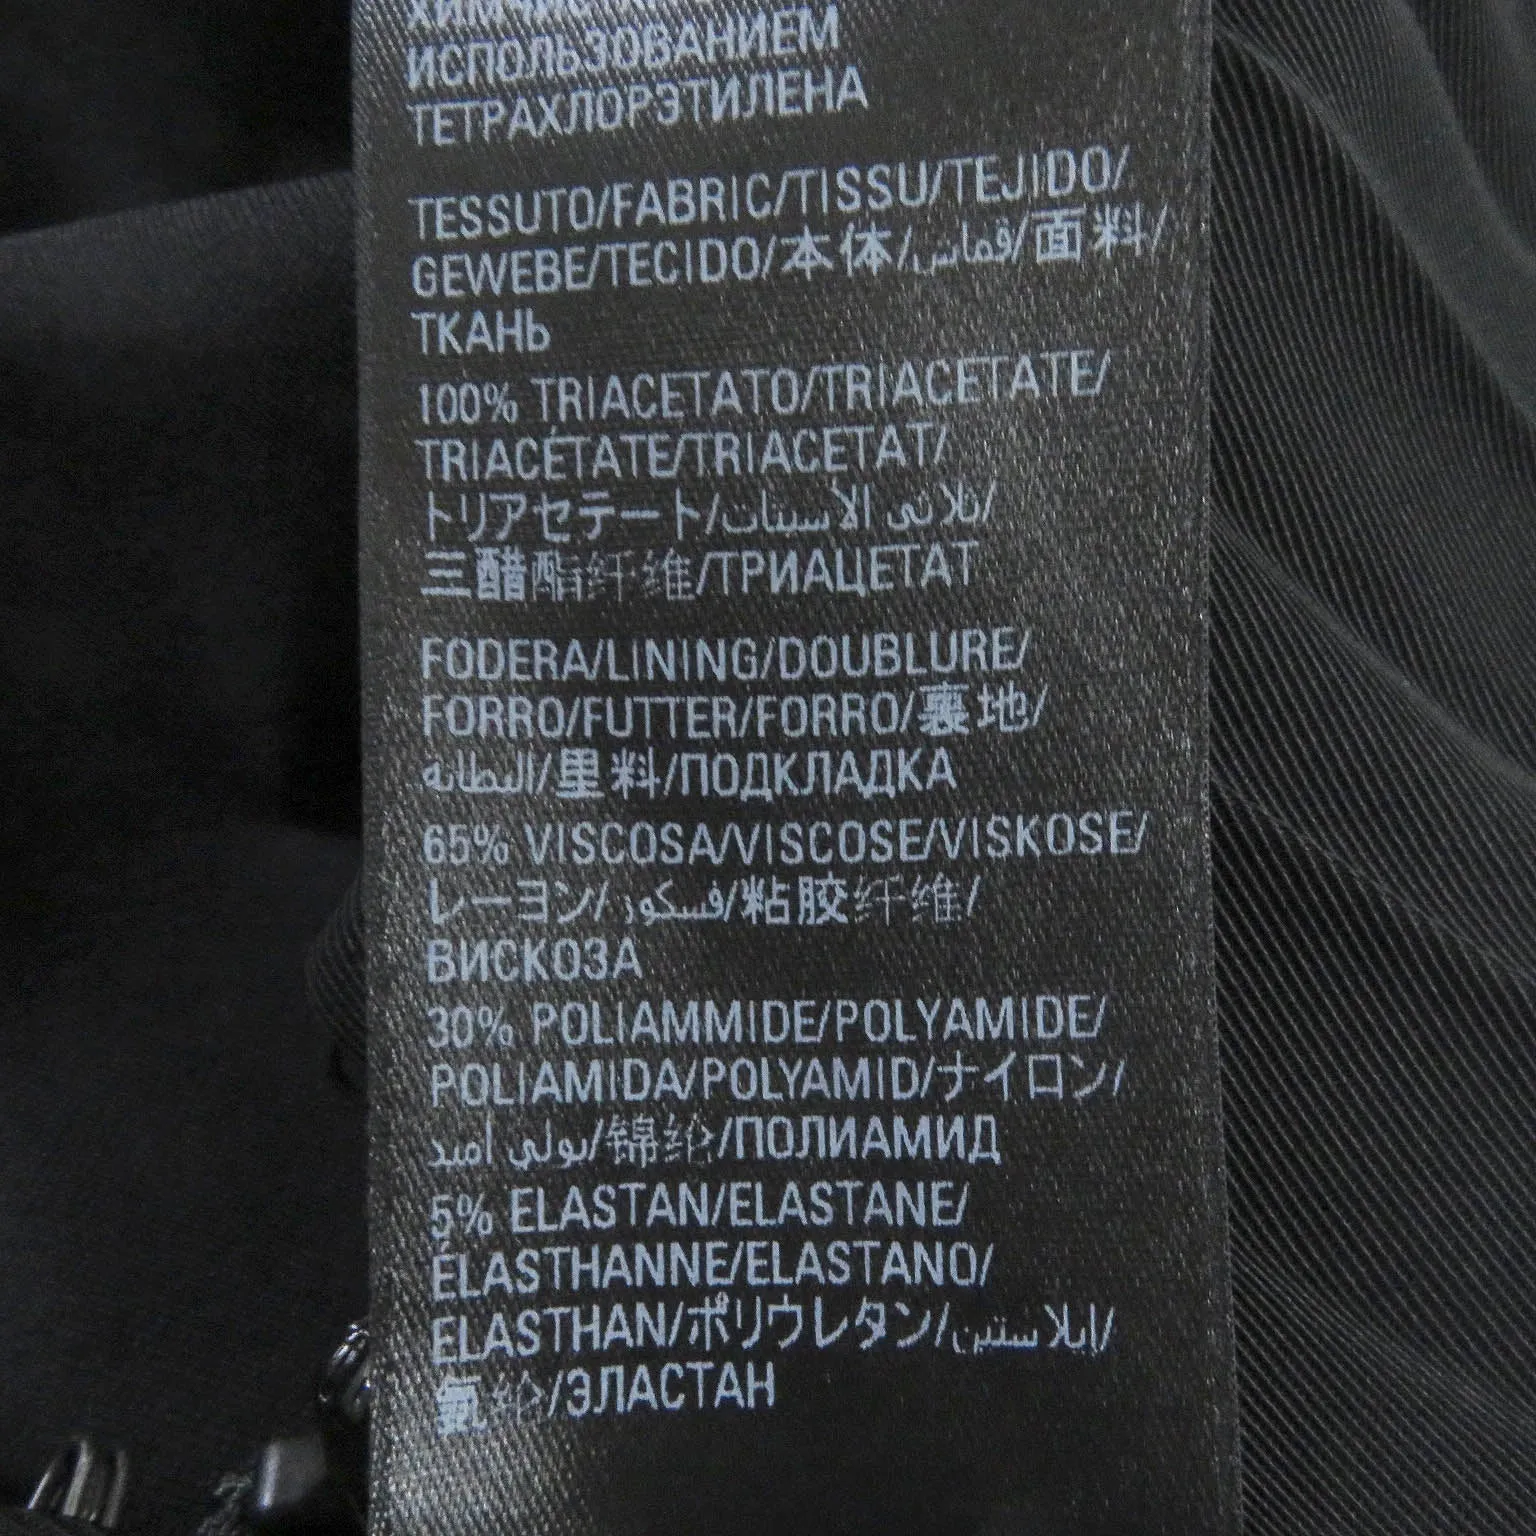 ИСПОЛЬЗОВАНИЕМ
ТЕТРАХЛОРЭТИЛЕНА
TESSUTO/FABRIC/TISSU/TEJIDO/
GEWEBE/TECIDO/本体/قماش/面料/
ТКАНЬ
100% TRIACETATO/TRIACETATE/
TRIACÉTATE/TRIACETAT/
トリアセテート/ثلاثي الأسيتات/
三醋酯纤维/ТРИАЦЕТАТ
FODERA/LINING/DOUBLURE/
FORRO/FUTTER/FORRO/裏地/
البطانة/里料/ПОДКЛАДКА
65% VISCOSA/VISCOSE/VISKOSE/
レーヨン/فسكوز/粘胶纤维/
ВИСКОЗА
30% POLIAMMIDE/POLYAMIDE/
POLIAMIDA/POLYAMID/ナイロン/
بولي اميد/锦纶/ПОЛИАМИД
5% ELASTAN/ELASTANE/
ÉLASTHANNE/ELASTANO/
ELASTHAN/ポリウレタン/إيلاستين/
氨纶/ЭЛАСТАН